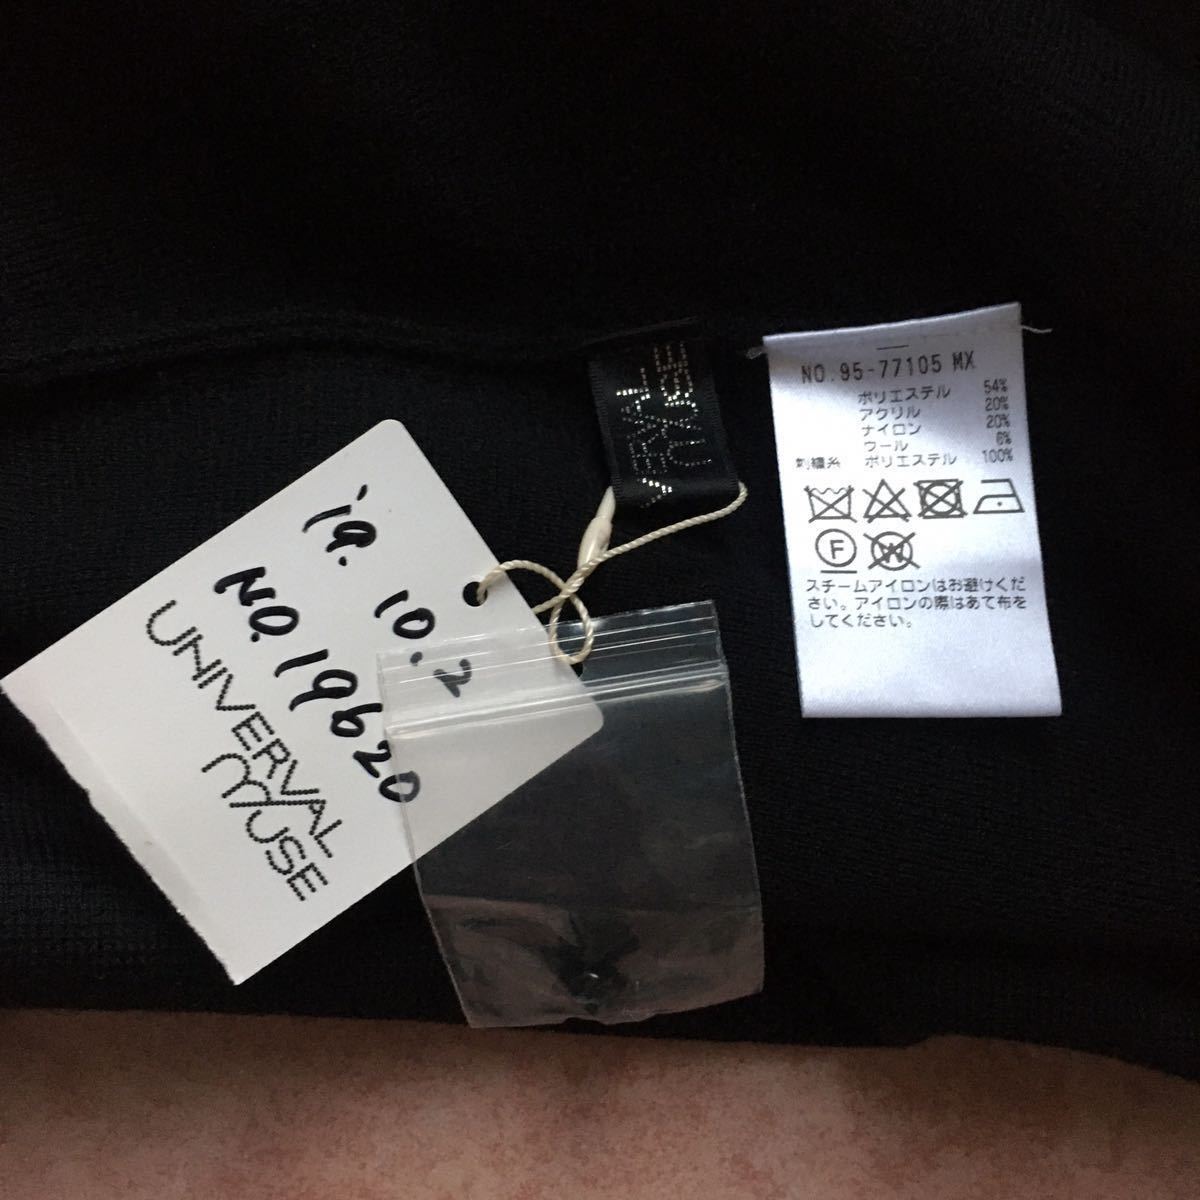 '19. 10.2
NO. 19620
UNIVERVAL
MUSE
UNIVERVAL
MUSE
NO.95-77105 MX
ポリエステル 54%
アクリル 20%
ナイロン 20%
ウール 6%
刺繍糸 ポリエステル 100%
F
W
スチームアイロンはお避けくだ
さい。アイロンの際はあて布を
してください。